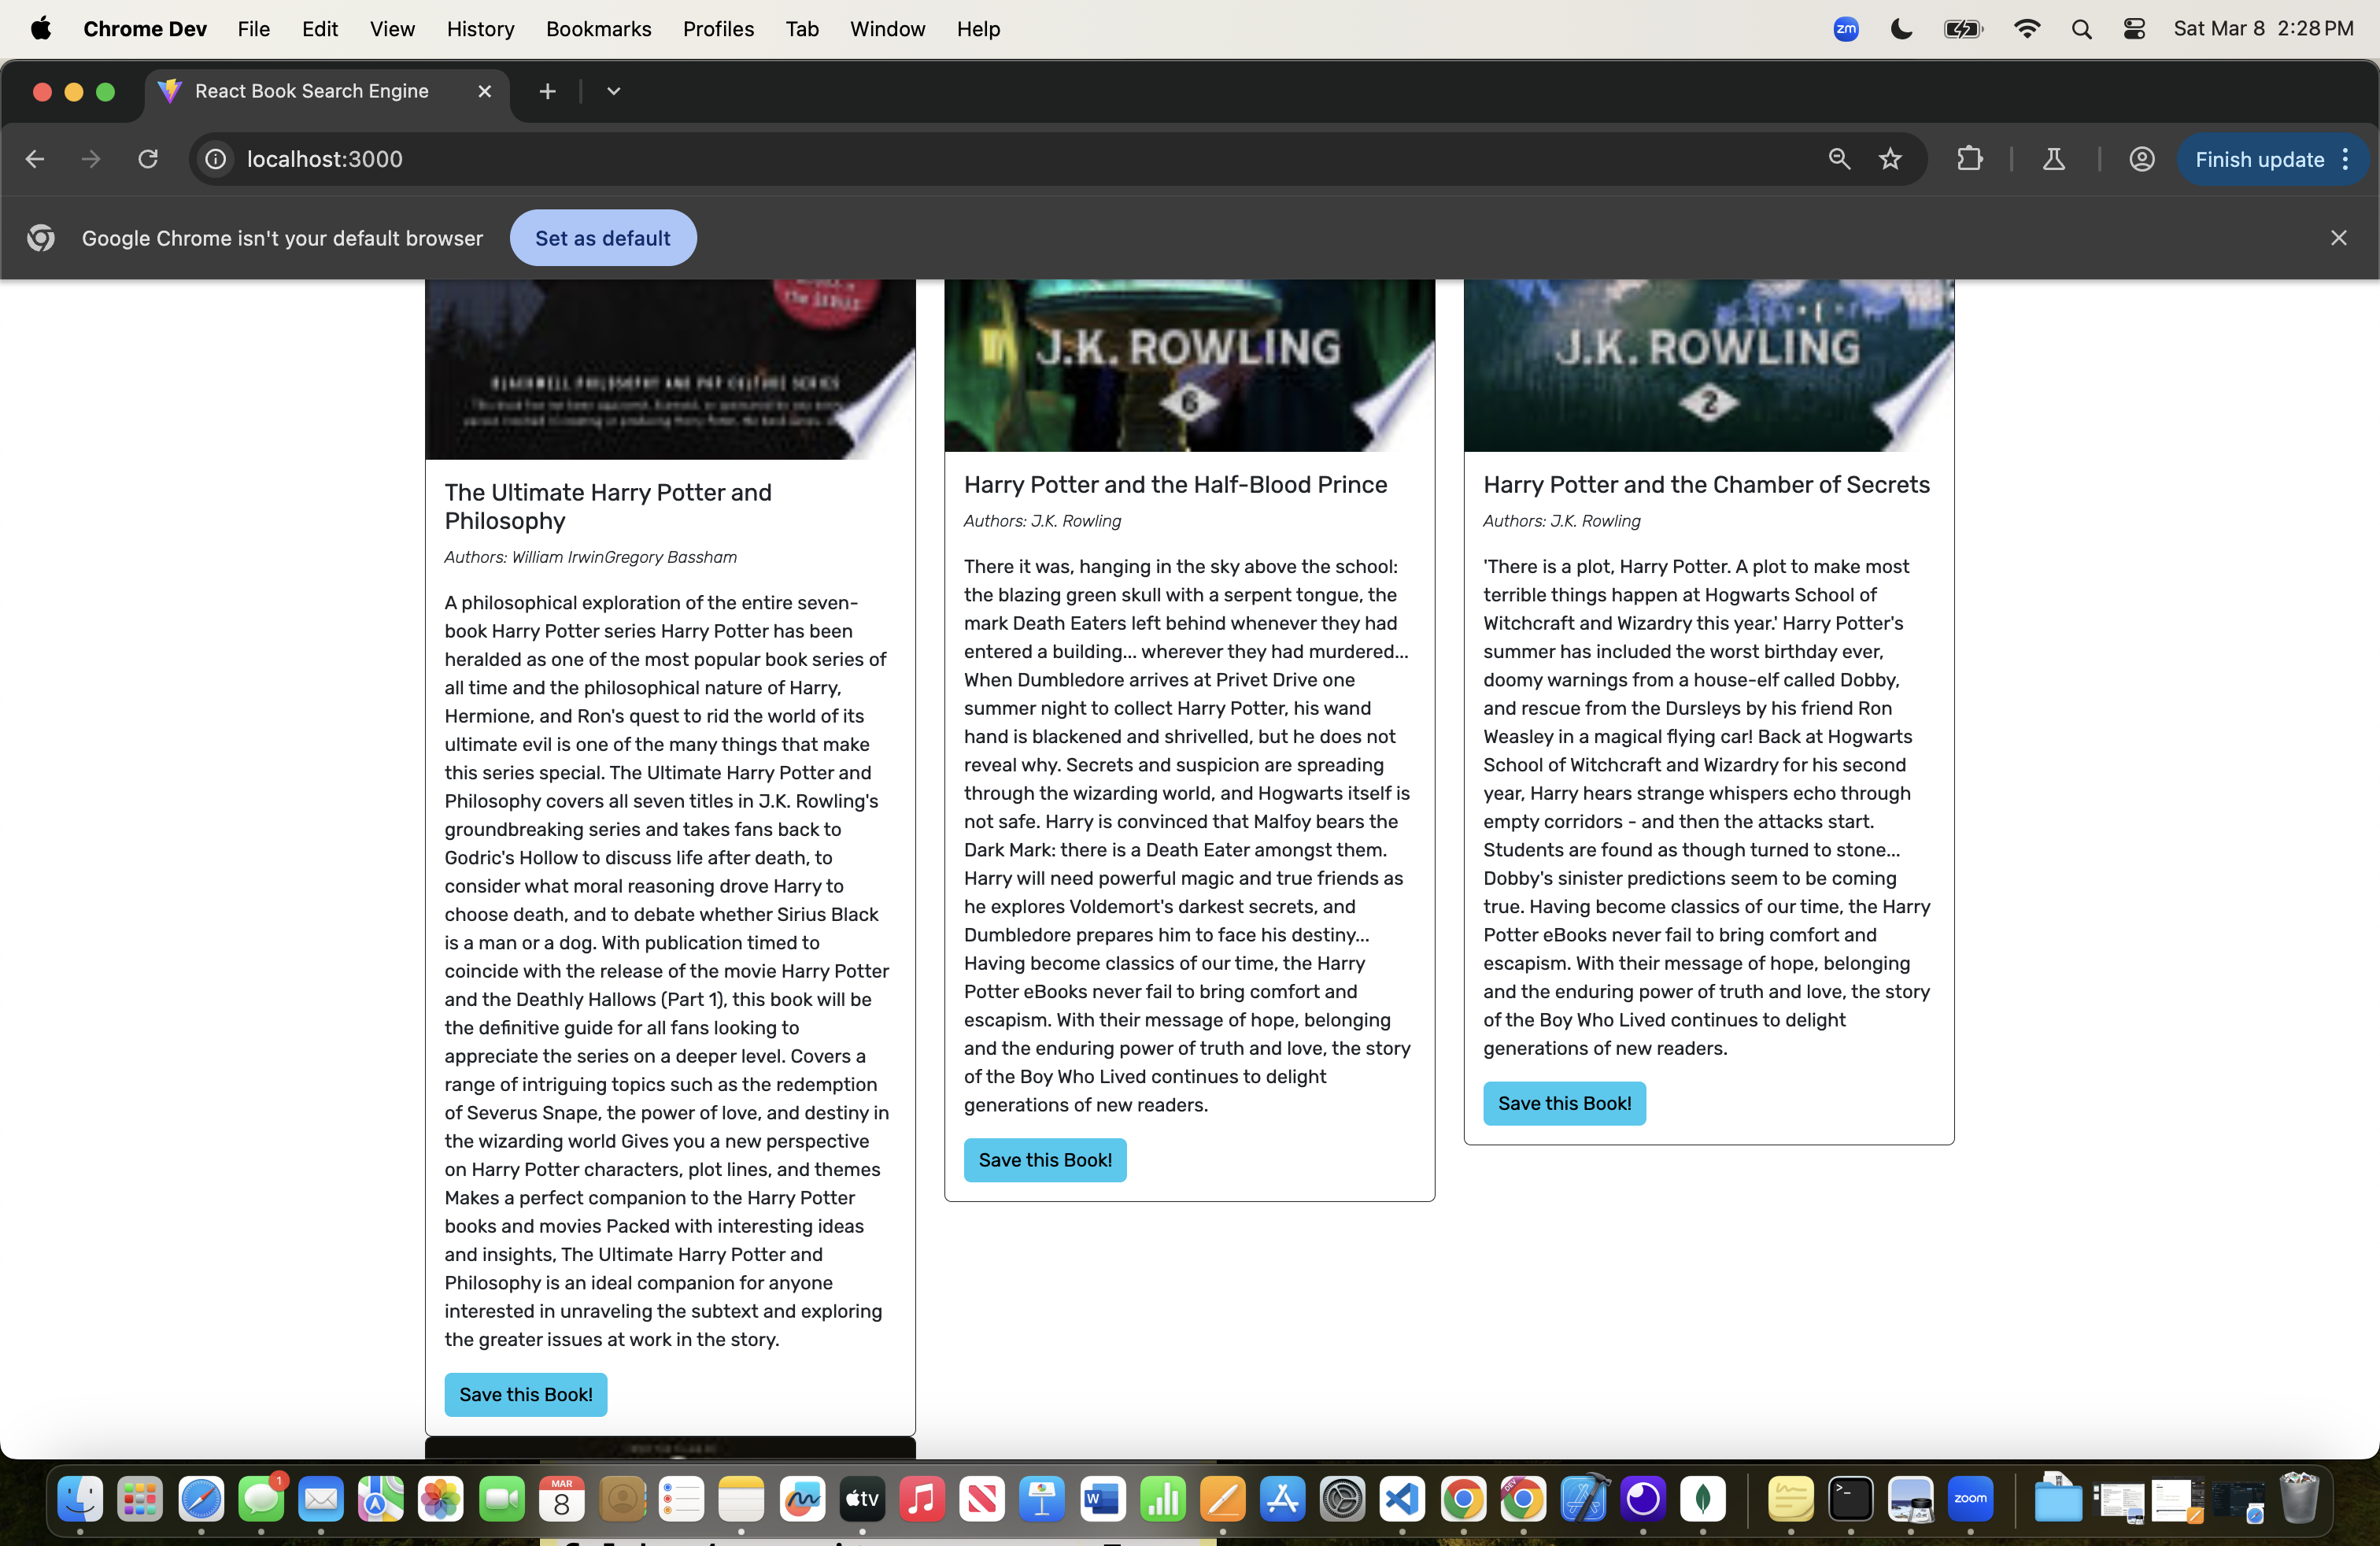 Chrome Dev File Edit View History Bookmarks Profiles Tab Window Help zm Sat Mar 8 2:28 PM
React Book Search Engine
localhost:3000 Finish update
Google Chrome isn't your default browser Set as default
the SERIES
BLACKWELL PHILOSOPHY AND POP CULTURE SERIES
The Ultimate Harry Potter and
Philosophy
Authors: William IrwinGregory Bassham
A philosophical exploration of the entire seven-
book Harry Potter series Harry Potter has been
heralded as one of the most popular book series of
all time and the philosophical nature of Harry,
Hermione, and Ron's quest to rid the world of its
ultimate evil is one of the many things that make
this series special. The Ultimate Harry Potter and
Philosophy covers all seven titles in J.K. Rowling's
groundbreaking series and takes fans back to
Godric's Hollow to discuss life after death, to
consider what moral reasoning drove Harry to
choose death, and to debate whether Sirius Black
is a man or a dog. With publication timed to
coincide with the release of the movie Harry Potter
and the Deathly Hallows (Part 1), this book will be
the definitive guide for all fans looking to
appreciate the series on a deeper level. Covers a
range of intriguing topics such as the redemption
of Severus Snape, the power of love, and destiny in
the wizarding world Gives you a new perspective
on Harry Potter characters, plot lines, and themes
Makes a perfect companion to the Harry Potter
books and movies Packed with interesting ideas
and insights, The Ultimate Harry Potter and
Philosophy is an ideal companion for anyone
interested in unraveling the subtext and exploring
the greater issues at work in the story.
Save this Book!
J.K. ROWLING
6
Harry Potter and the Half-Blood Prince
Authors: J.K. Rowling
There it was, hanging in the sky above the school:
the blazing green skull with a serpent tongue, the
mark Death Eaters left behind whenever they had
entered a building... wherever they had murdered...
When Dumbledore arrives at Privet Drive one
summer night to collect Harry Potter, his wand
hand is blackened and shrivelled, but he does not
reveal why. Secrets and suspicion are spreading
through the wizarding world, and Hogwarts itself is
not safe. Harry is convinced that Malfoy bears the
Dark Mark: there is a Death Eater amongst them.
Harry will need powerful magic and true friends as
he explores Voldemort's darkest secrets, and
Dumbledore prepares him to face his destiny...
Having become classics of our time, the Harry
Potter eBooks never fail to bring comfort and
escapism. With their message of hope, belonging
and the enduring power of truth and love, the story
of the Boy Who Lived continues to delight
generations of new readers.
Save this Book!
J.K. ROWLING
2
Harry Potter and the Chamber of Secrets
Authors: J.K. Rowling
'There is a plot, Harry Potter. A plot to make most
terrible things happen at Hogwarts School of
Witchcraft and Wizardry this year.' Harry Potter's
summer has included the worst birthday ever,
doomy warnings from a house-elf called Dobby,
and rescue from the Dursleys by his friend Ron
Weasley in a magical flying car! Back at Hogwarts
School of Witchcraft and Wizardry for his second
year, Harry hears strange whispers echo through
empty corridors - and then the attacks start.
Students are found as though turned to stone...
Dobby's sinister predictions seem to be coming
true. Having become classics of our time, the Harry
Potter eBooks never fail to bring comfort and
escapism. With their message of hope, belonging
and the enduring power of truth and love, the story
of the Boy Who Lived continues to delight
generations of new readers.
Save this Book!
1
MAR
8
tv
W
DEV
>_
zoom